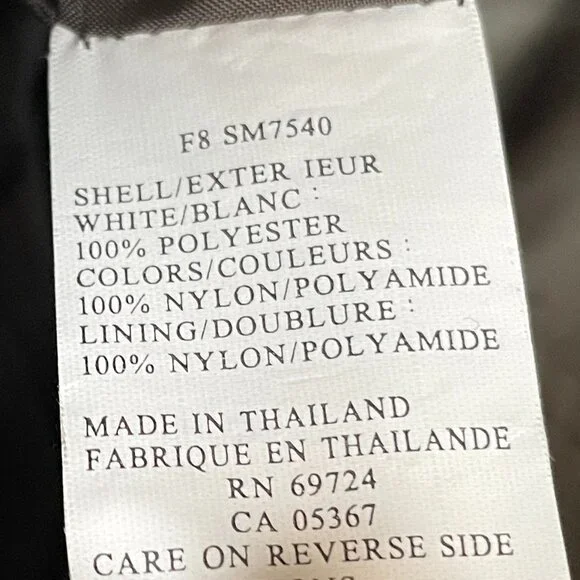 F8 SM7540
SHELL/EXTER IEUR
WHITE/BLANC :
100% POLYESTER
COLORS/COULEURS :
100% NYLON/POLYAMIDE
LINING/DOUBLURE :
100% NYLON/POLYAMIDE
MADE IN THAILAND
FABRIQUE EN THAILANDE
RN 69724
CA 05367
CARE ON REVERSE SIDE